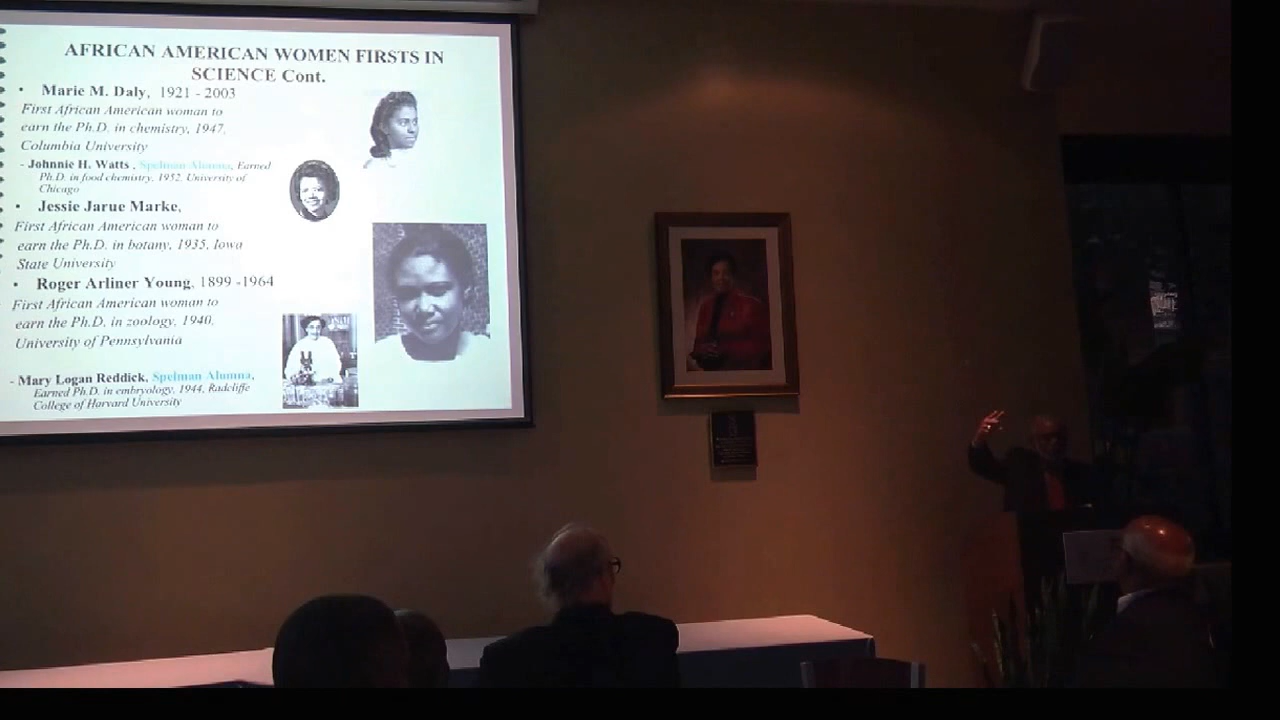 AFRICAN AMERICAN WOMEN FIRSTS IN
SCIENCE Cont.
• Marie M. Daly, 1921 - 2003
First African American woman to
earn the Ph.D. in chemistry, 1947,
Columbia University
- Johnnie H. Watts , Spelman Alumna, Earned
Ph.D. in food chemistry, 1952, University of
Chicago
• Jessie Jarue Marke,
First African American woman to
earn the Ph.D. in botany, 1935, Iowa
State University
• Roger Arliner Young, 1899 -1964
First African American woman to
earn the Ph.D. in zoology, 1940,
University of Pennsylvania
- Mary Logan Reddick, Spelman Alumna,
Earned Ph.D. in embryology, 1944, Radcliffe
College of Harvard University